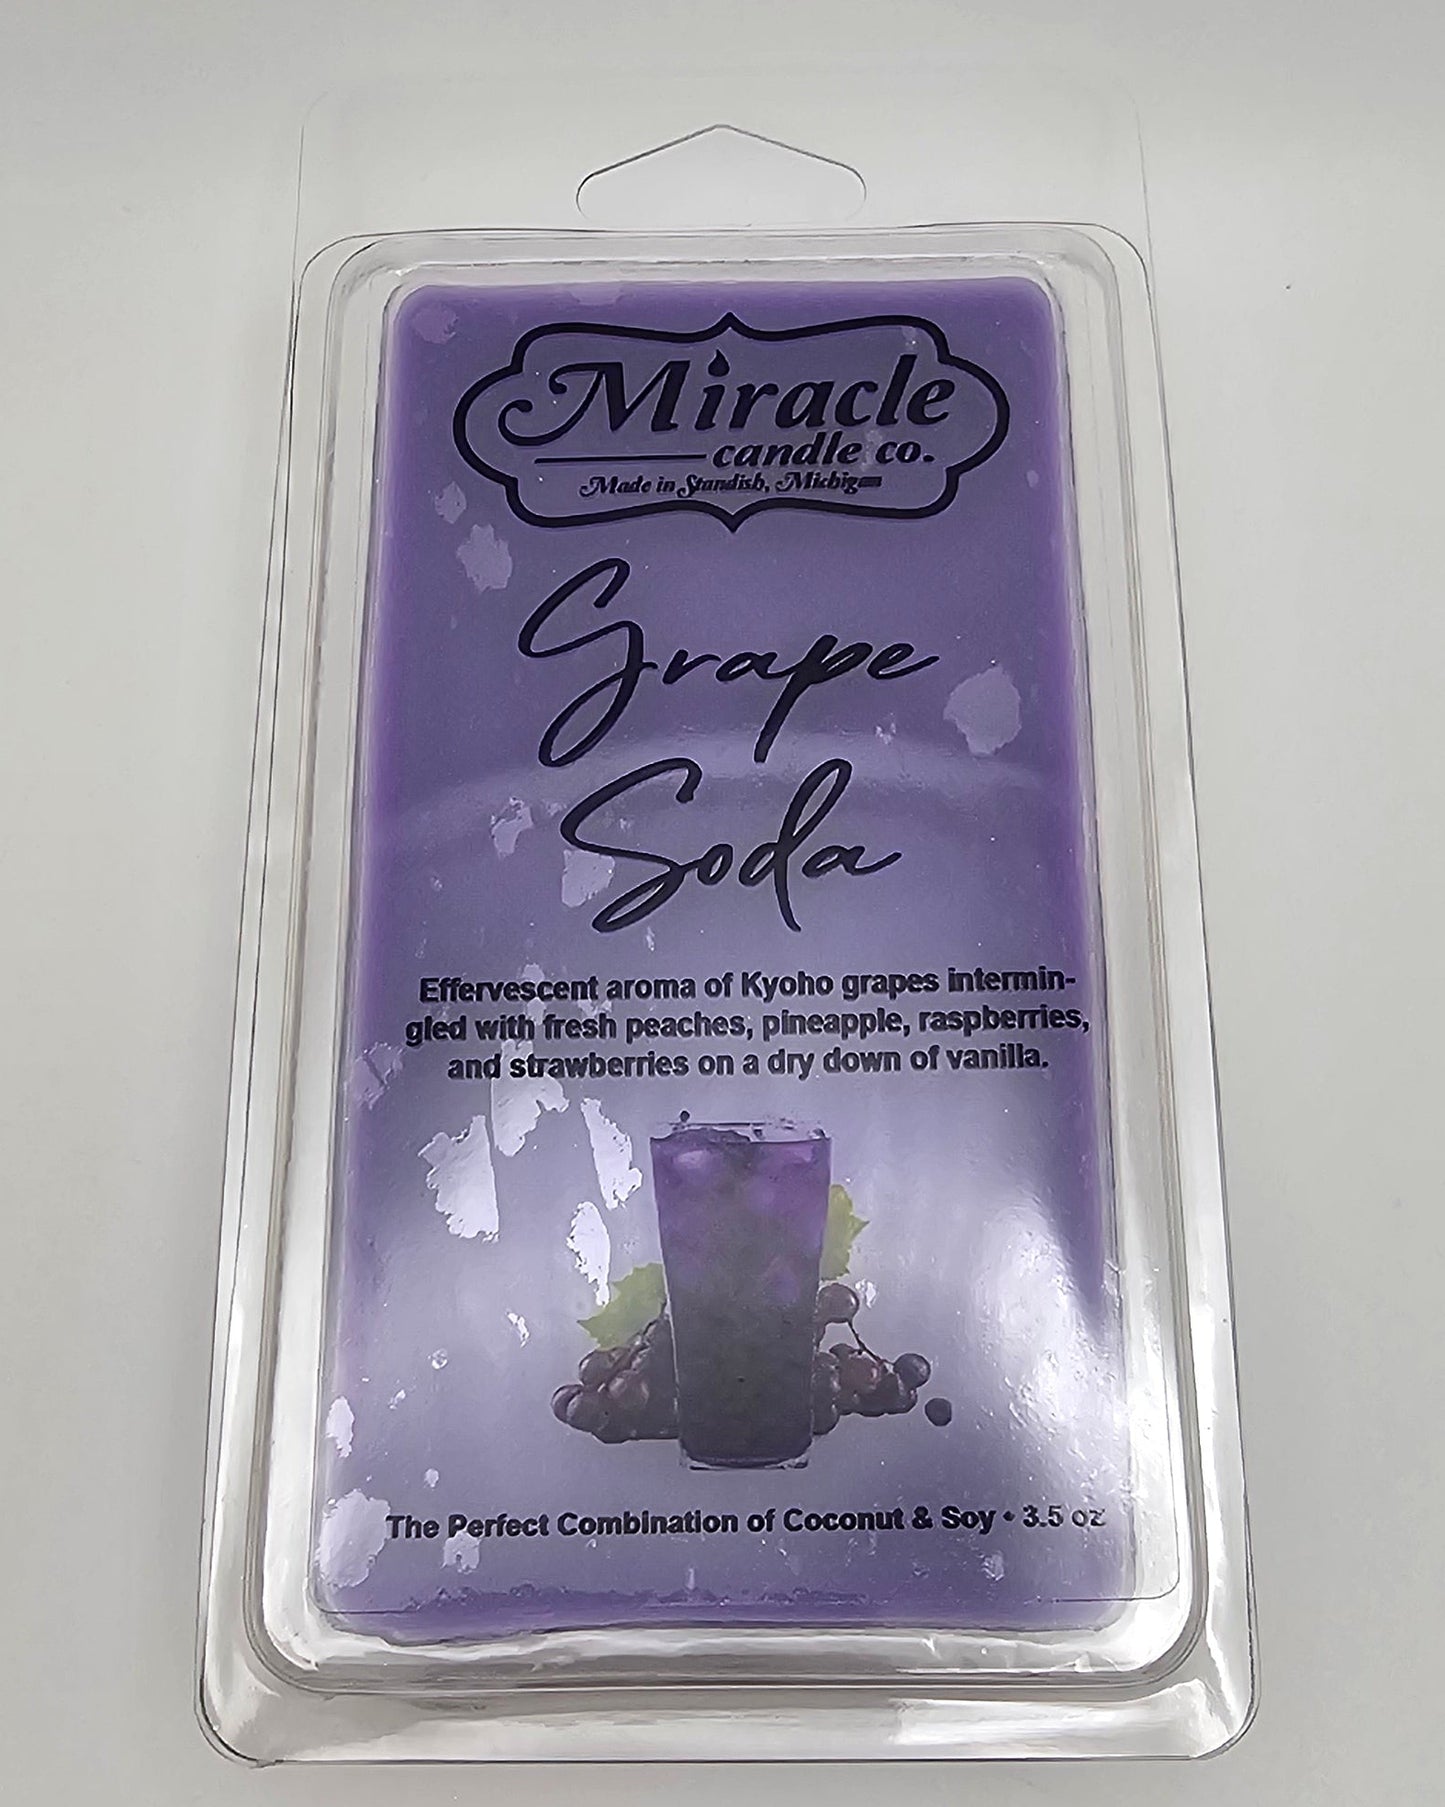 Miracle
candle co.
Made in Standish, Michigan
Grape
Soda
Effervescent aroma of Kyoho grapes intermin-
gled with fresh peaches, pineapple, raspberries,
and strawberries on a dry down of vanilla.
The Perfect Combination of Coconut & Soy • 3.5 oz